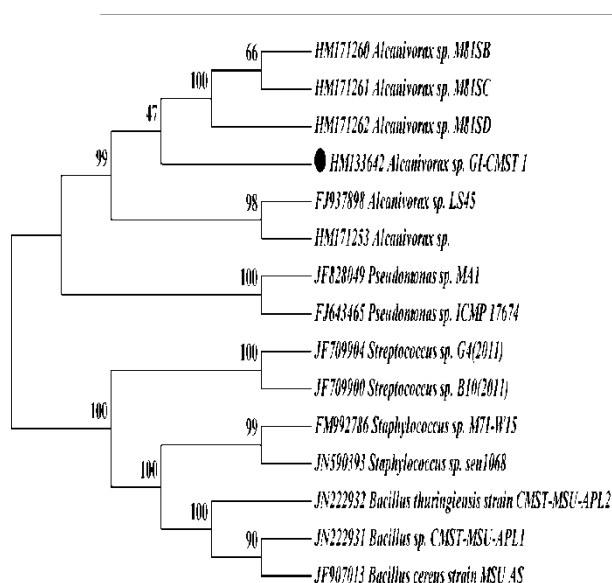 66
HM171260 Alcanivorax sp. M81SB
100
HM171261 Alcanivorax sp. M81SC
47
HM171262 Alcanivorax sp. M81SD
99
HM133642 Alcanivorax sp. GI-CMST 1
98
FJ937898 Alcanivorax sp. LS45
HM171253 Alcanivorax sp.
100
JF828049 Pseudomonas sp. MA1
FJ643465 Pseudomonas sp. ICMP 17674
100
JF709904 Streptococcus sp. G4(2011)
JF709900 Streptococcus sp. B10(2011)
100
99
FM992786 Staphylococcus sp. M71-W15
100
JN590393 Staphylococcus sp. seu1068
100
JN222932 Bacillus thuringiensis strain CMST-MSU-APL2
90
JN222931 Bacillus sp. CMST-MSU-APL1
JF907013 Bacillus cereus strain MSU AS